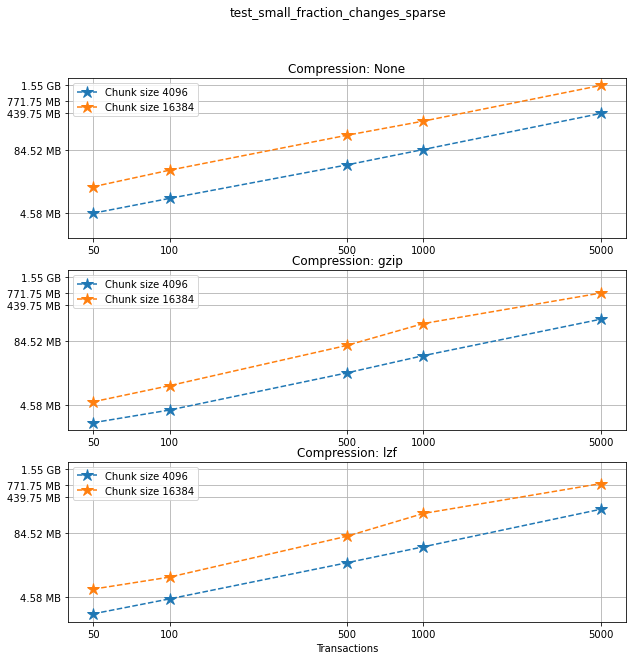 test_small_fraction_changes_sparse
Compression: None
1.55 GB
771.75 MB
439.75 MB
84.52 MB
4.58 MB
Chunk size 4096
Chunk size 16384
50 100 500 1000 5000
Compression: gzip
1.55 GB
771.75 MB
439.75 MB
84.52 MB
4.58 MB
Chunk size 4096
Chunk size 16384
50 100 500 1000 5000
Compression: lzf
1.55 GB
771.75 MB
439.75 MB
84.52 MB
4.58 MB
Chunk size 4096
Chunk size 16384
50 100 500 1000 5000
Transactions